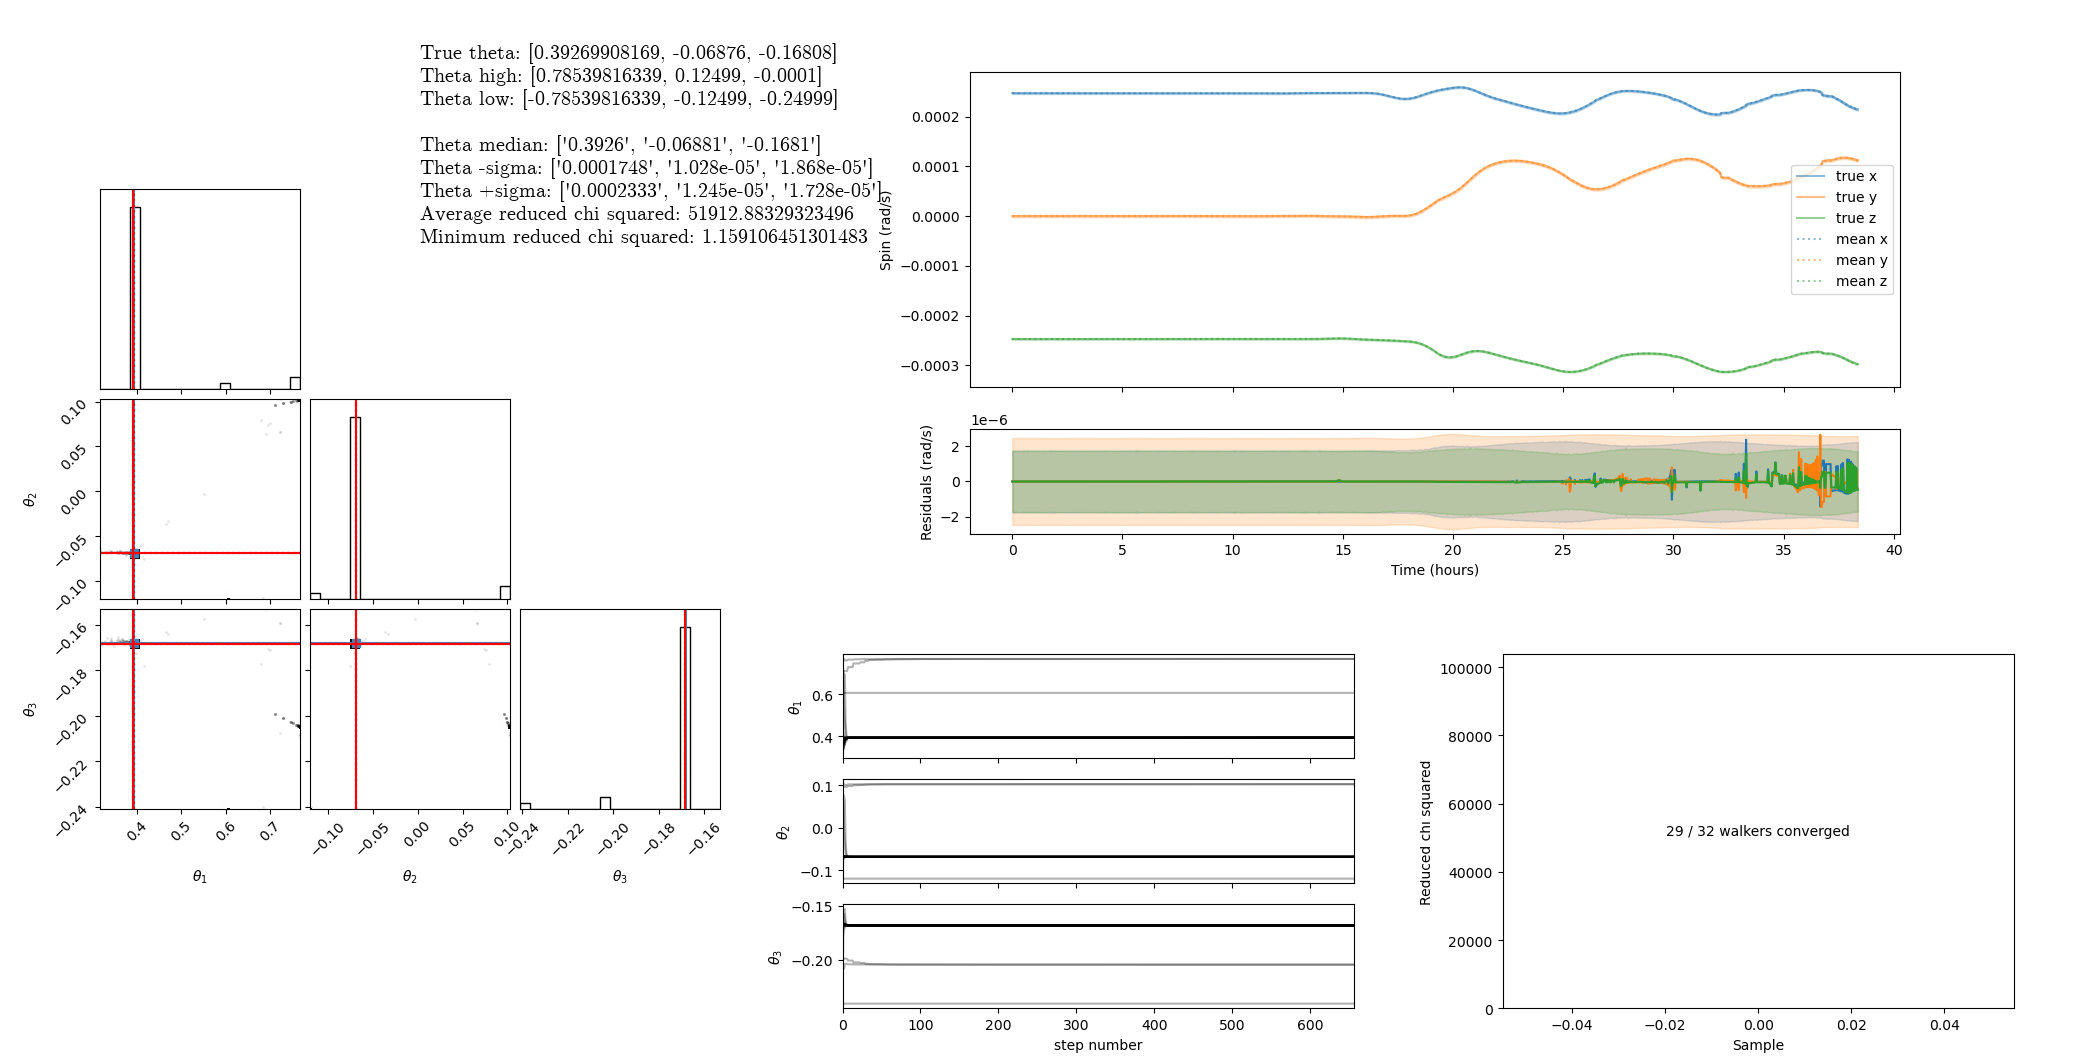 True theta: [0.39269908169, -0.06876, -0.16808]
Theta high: [0.78539816339, 0.12499, -0.0001]
Theta low: [-0.78539816339, -0.12499, -0.24999]
Theta median: ['0.3926', '-0.06881', '-0.1681']
Theta -sigma: ['0.0001748', '1.028e-05', '1.868e-05']
Theta +sigma: ['0.0002333', '1.245e-05', '1.728e-05']
Average reduced chi squared: 51912.88329323496
Minimum reduced chi squared: 1.159106451301483
0.10
0.05
0.00
−0.05
−0.10
θ2
−0.16
−0.18
−0.20
−0.22
−0.24
θ3
0.4
0.5
0.6
0.7
θ1
−0.10
−0.05
0.00
0.05
0.10
θ2
−0.24
−0.22
−0.20
−0.18
−0.16
θ3
0.0002
0.0001
0.0000
−0.0001
−0.0002
−0.0003
Spin (rad/s)
true x
true y
true z
mean x
mean y
mean z
1e−6
2
0
−2
Residuals (rad/s)
0 5 10 15 20 25 30 35 40
Time (hours)
0.6
0.4
θ1
0.1
0.0
−0.1
θ2
−0.15
−0.20
θ3
0 100 200 300 400 500 600
step number
100000
80000
60000
40000
20000
0
Reduced chi squared
29 / 32 walkers converged
−0.04 −0.02 0.00 0.02 0.04
Sample